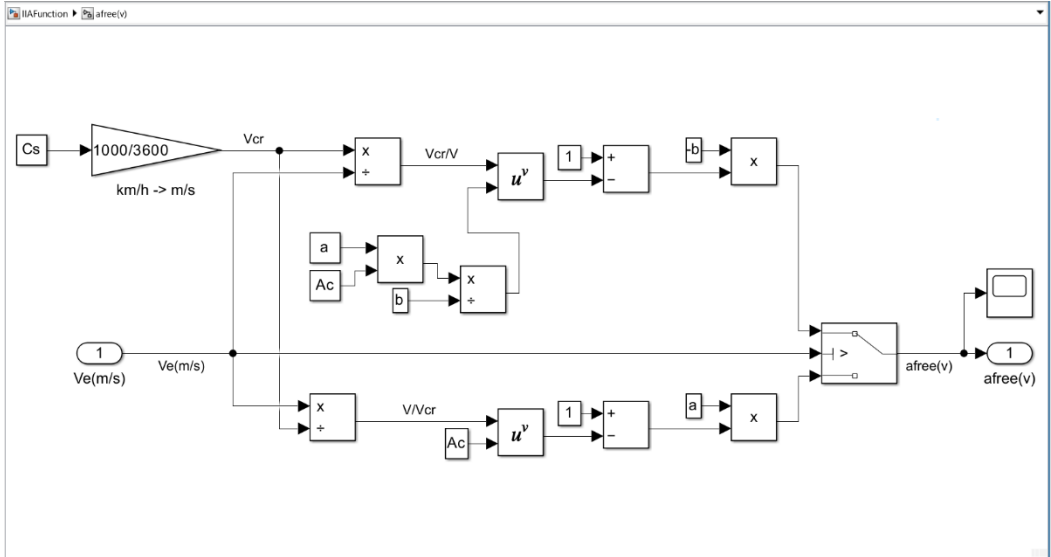 IIAFunction ▶ afree(v)
Cs
1000/3600
km/h -> m/s
Vcr
x
÷
Vcr/V
u^v
1
+
−
-b
x
a
Ac
x
b
x
÷
1
Ve(m/s)
Ve(m/s)
>
afree(v)
1
afree(v)
x
÷
V/Vcr
Ac
u^v
1
+
−
a
x